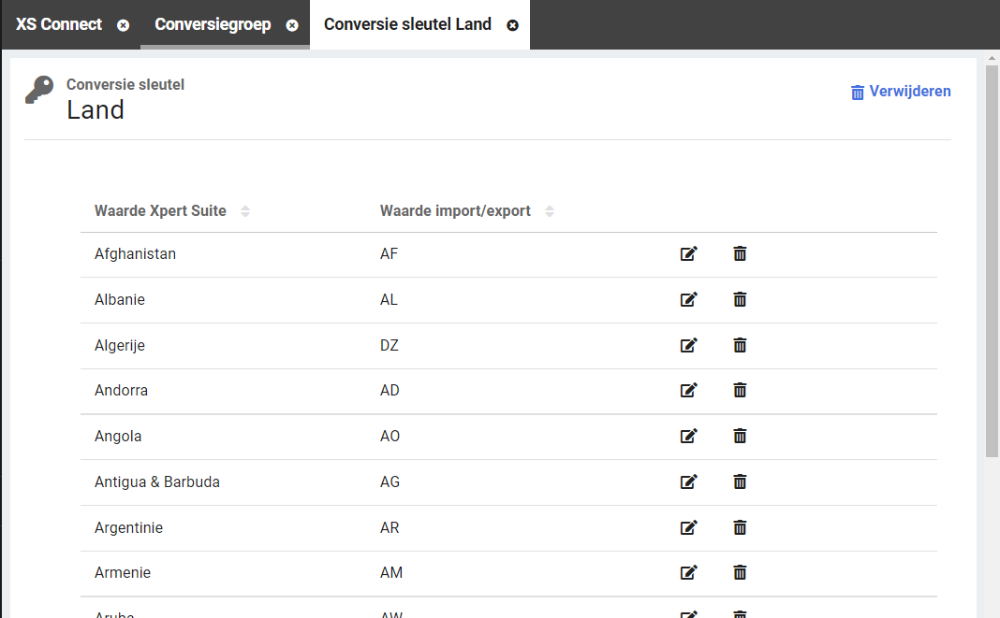 XS Connect Conversiegroep Conversie sleutel Land
Conversie sleutel
Land
Verwijderen
Waarde Xpert Suite Waarde import/export
Afghanistan AF
Albanie AL
Algerije DZ
Andorra AD
Angola AO
Antigua & Barbuda AG
Argentinie AR
Armenie AM
Aruba AW